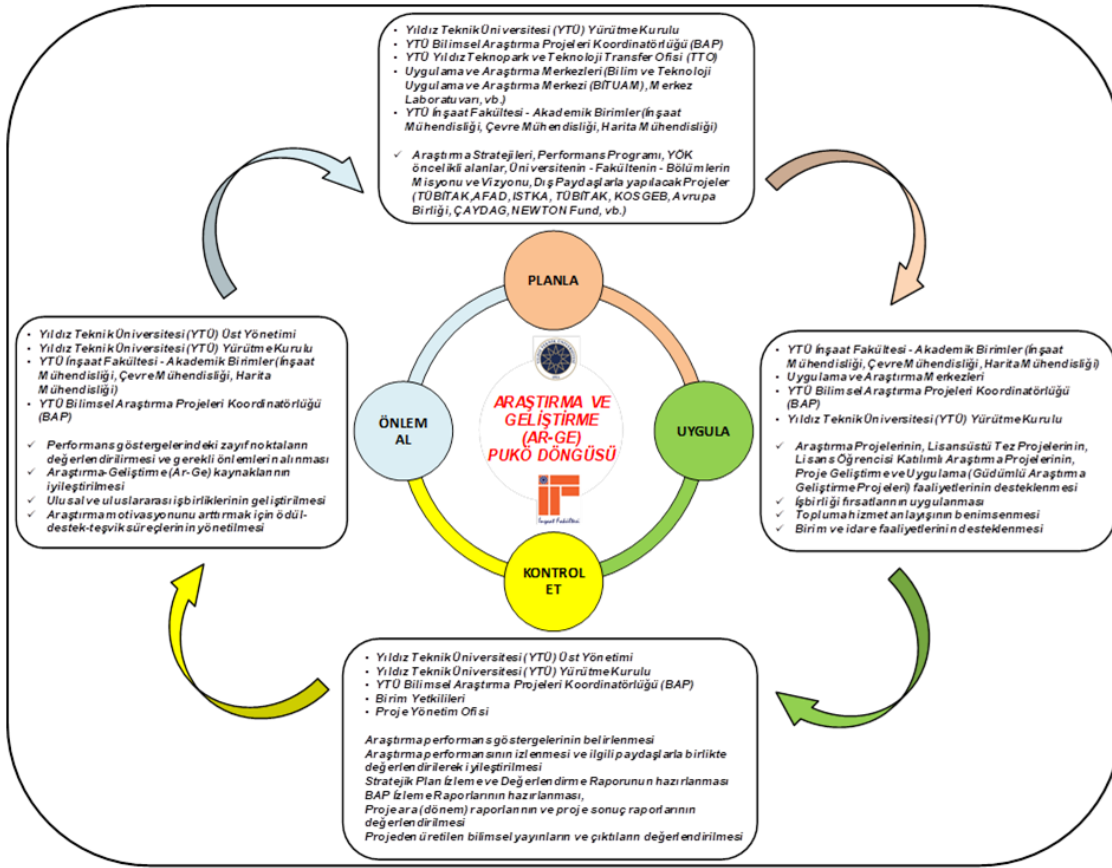 • Yıldız Teknik Üniversitesi (YTÜ) Yürütme Kurulu
• YTÜ Bilimsel Araştırma Projeleri Koordinatörlüğü (BAP)
• YTÜ Yıldız Teknopark ve Teknoloji Transfer Ofisi (TTO)
• Uygulama ve Araştırma Merkezleri (Bilim ve Teknoloji
Uygulama ve Araştırma Merkezi (BİTUAM), Merkez
Laboratuvarı, vb.)
• YTÜ İnşaat Fakültesi - Akademik Birimler (İnşaat
Mühendisliği, Çevre Mühendisliği, Harita Mühendisliği)
✓ Araştırma Stratejileri, Performans Programı, YÖK
öncelikli alanlar, Üniversitenin - Fakültenin - Bölümlerin
Misyonu ve Vizyonu, Dış Paydaşlarla yapılacak Projeler
(TÜBİTAK, AFAD, ISTKA, TÜBİTAK, KOSGEB, Avrupa
Birliği, ÇAYDAG, NEWTON Fund, vb.)
PLANLA
• Yıldız Teknik Üniversitesi (YTÜ) Üst Yönetimi
• Yıldız Teknik Üniversitesi (YTÜ) Yürütme Kurulu
• YTÜ İnşaat Fakültesi - Akademik Birimler (İnşaat
Mühendisliği, Çevre Mühendisliği, Harita
Mühendisliği)
• YTÜ Bilimsel Araştırma Projeleri Koordinatörlüğü
(BAP)
✓ Performans göstergelerindeki zayıf noktaların
değerlendirilirmesi ve gerekli önlemlerin alınması
✓ Araştırma-Geliştirme (Ar-Ge) kaynaklarının
iyileştirilmesi
✓ Ulusal ve uluslararası işbirliklerinin geliştirilmesi
✓ Araştırma motivasyonunu arttırmak için ödül-
destek-teşvik süreçlerinin yönetilmesi
ÖNLEM
AL
ARAŞTIRMA VE
GELİŞTİRME
(AR-GE)
PUKÖ DÖNGÜSÜ
İnşaat Fakültesi
UYGULA
• YTÜ İnşaat Fakültesi - Akademik Birimler (İnşaat
Mühendisliği, Çevre Mühendisliği, Harita Mühendisliği)
• Uygulama ve Araştırma Merkezleri
• YTÜ Bilimsel Araştırma Projeleri Koordinatörlüğü
(BAP)
• Yıldız Teknik Üniversitesi (YTÜ) Yürütme Kurulu
✓ Araştırma Projelerinin, Lisansüstü Tez Projelerinin,
Lisans Öğrencisi Katılımlı Araştırma Projelerinin,
Proje Geliştirme ve Uygulama (Güdümlü Araştırma
Geliştirme Projeleri) faaliyetlerinin desteklenmesi
✓ İşbirliği fırsatlarının uygulanması
✓ Topluma hizmet anlayışının benimsenmesi
✓ Birim ve idare faaliyetlerinin desteklenmesi
KONTROL
ET
• Yıldız Teknik Üniversitesi (YTÜ) Üst Yönetimi
• Yıldız Teknik Üniversitesi (YTÜ) Yürütme Kurulu
• YTÜ Bilimsel Araştırma Projeleri Koordinatörlüğü (BAP)
• Birim Yetkilileri
• Proje Yönetim Ofisi
Araştırma performans göstergelerinin belirlenmesi
Araştırma performansının izlenmesi ve ilgili paydaşlarla birlikte
değerlendirilerek iyileştirilmesi
Stratejik Plan İzleme ve Değerlendirme Raporunun hazırlanması
BAP İzleme Raporlarının hazırlanması,
Proje ara (dönem) raporlarının ve proje sonuç raporlarının
değerlendirilmesi
Projeden üretilen bilimsel yayınların ve çıktıların değerlendirilmesi